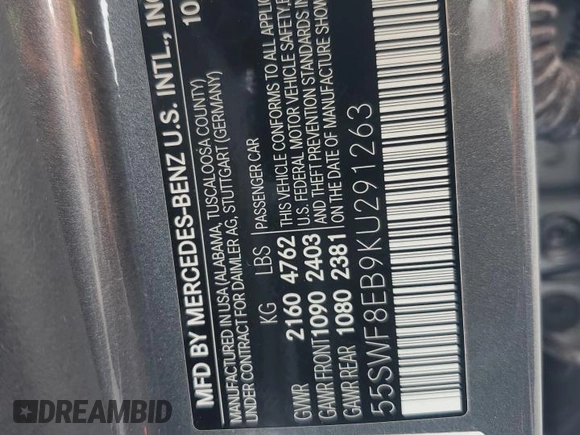 MFD BY MERCEDES-BENZ U.S. INTL., INC
10
MANUFACTURED IN USA (ALABAMA, TUSCALOOSA COUNTY)
UNDER CONTRACT FOR DAIMLER AG, STUTTGART (GERMANY)
KG LBS PASSENGER CAR
GVWR 2160 4762
GAWR FRONT 1090 2403
GAWR REAR 1080 2381
THIS VEHICLE CONFORMS TO ALL
U.S. FEDERAL MOTOR VEHICLE SAFETY,
AND THEFT PREVENTION STANDARDS IN
ON THE DATE OF MANUFACTURE SHOW
55SWF8EB9KU291263
DREAMBID